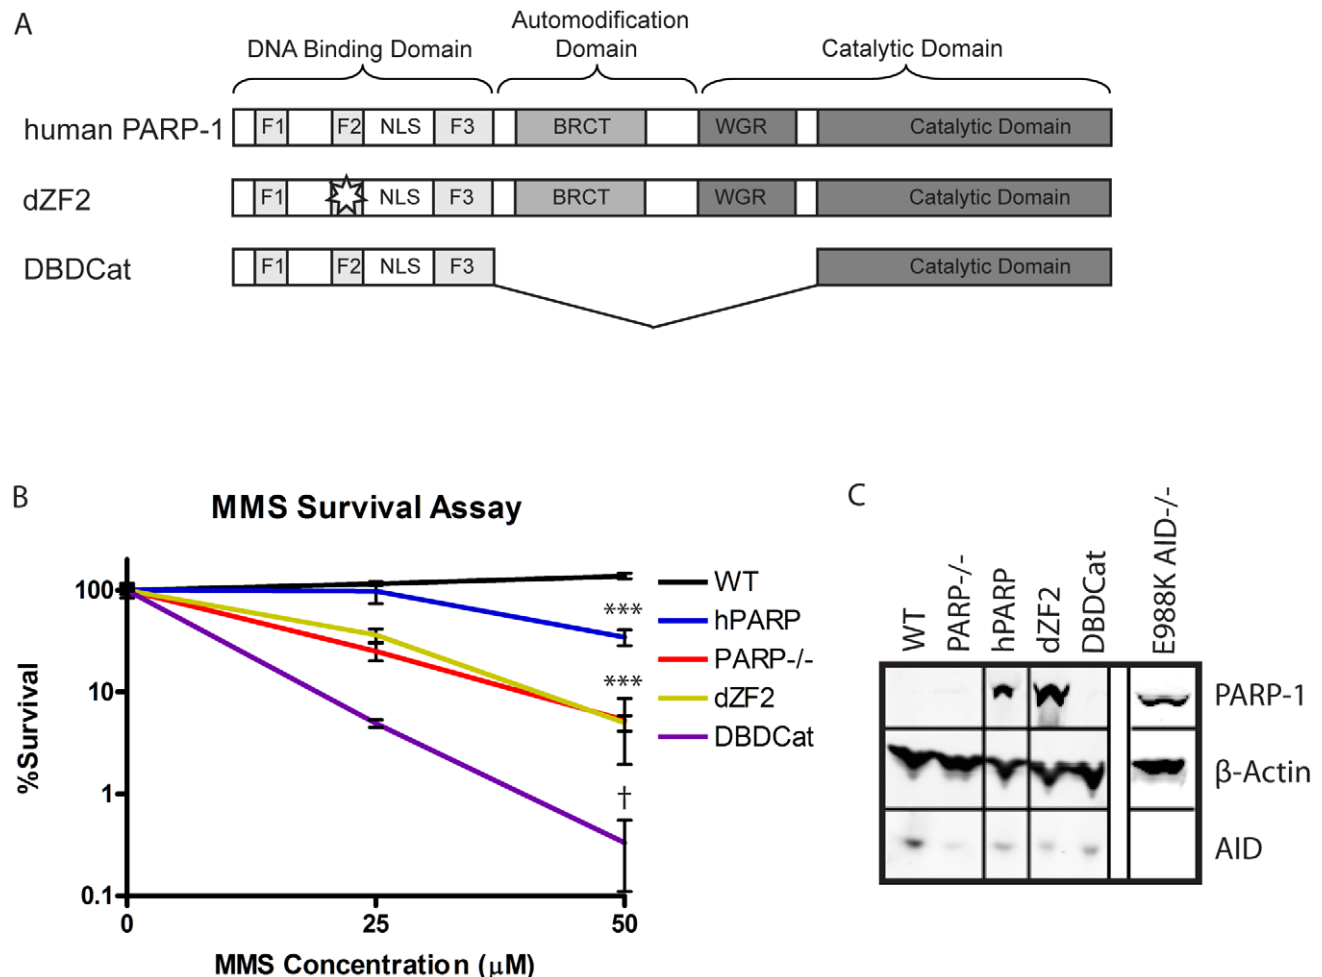 A
Automodification
DNA Binding Domain Domain Catalytic Domain
human PARP-1 F1 F2 NLS F3 BRCT WGR Catalytic Domain
dZF2 F1 NLS F3 BRCT WGR Catalytic Domain
DBDCat F1 F2 NLS F3 Catalytic Domain
B
MMS Survival Assay
%Survival
100
10
1
0.1
0 25 50
MMS Concentration (μM)
***
***
†
WT
hPARP
PARP-/-
dZF2
DBDCat
C
WT
PARP-/-
hPARP
dZF2
DBDCat
E988K AID-/-
PARP-1
β-Actin
AID